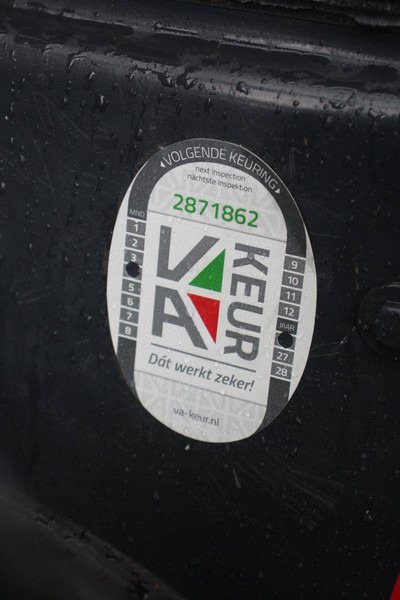 VOLGENDE KEURING
next inspection
nächste Inspektion
2871862
MND
1
2
3
5
6
7
8
VA
KEUR
9
10
11
12
JAAR
27
28
Dát werkt zeker!
va-keur.nl